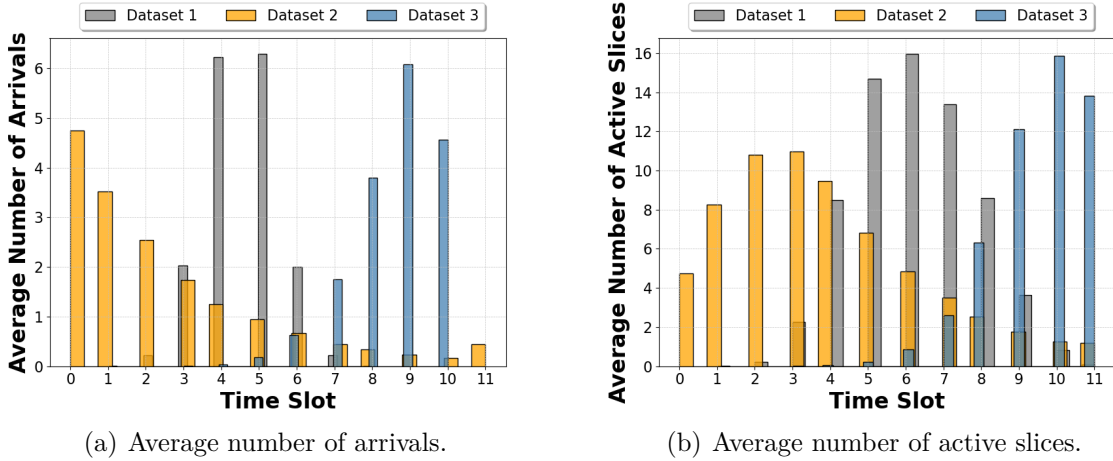 Dataset 1 Dataset 2 Dataset 3
Average Number of Arrivals
6
5
4
3
2
1
0
0 1 2 3 4 5 6 7 8 9 10 11
Time Slot
(a) Average number of arrivals.
Dataset 1 Dataset 2 Dataset 3
Average Number of Active Slices
16
14
12
10
8
6
4
2
0
0 1 2 3 4 5 6 7 8 9 10 11
Time Slot
(b) Average number of active slices.